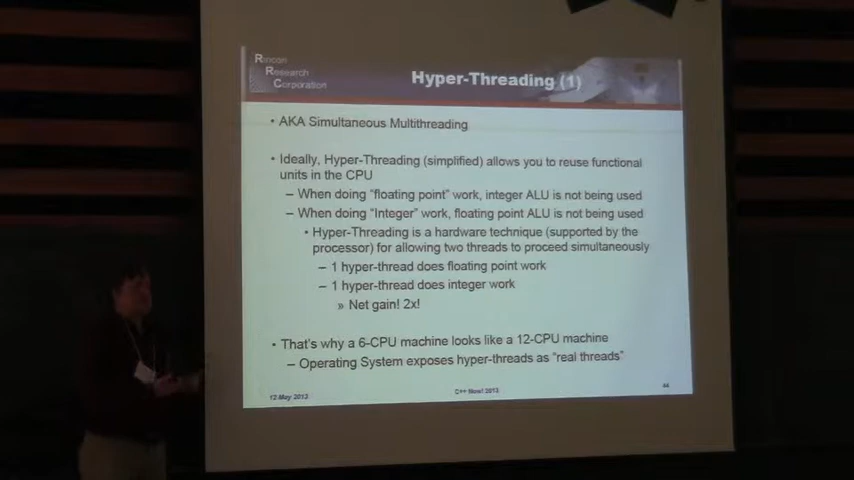 Rincon
Research
Corporation
Hyper-Threading (1)
• AKA Simultaneous Multithreading
• Ideally, Hyper-Threading (simplified) allows you to reuse functional
units in the CPU
– When doing "floating point" work, integer ALU is not being used
– When doing "Integer" work, floating point ALU is not being used
• Hyper-Threading is a hardware technique (supported by the
processor) for allowing two threads to proceed simultaneously
– 1 hyper-thread does floating point work
– 1 hyper-thread does integer work
» Net gain! 2x!
• That's why a 6-CPU machine looks like a 12-CPU machine
– Operating System exposes hyper-threads as "real threads"
12 May 2013
C++ Now! 2013
44